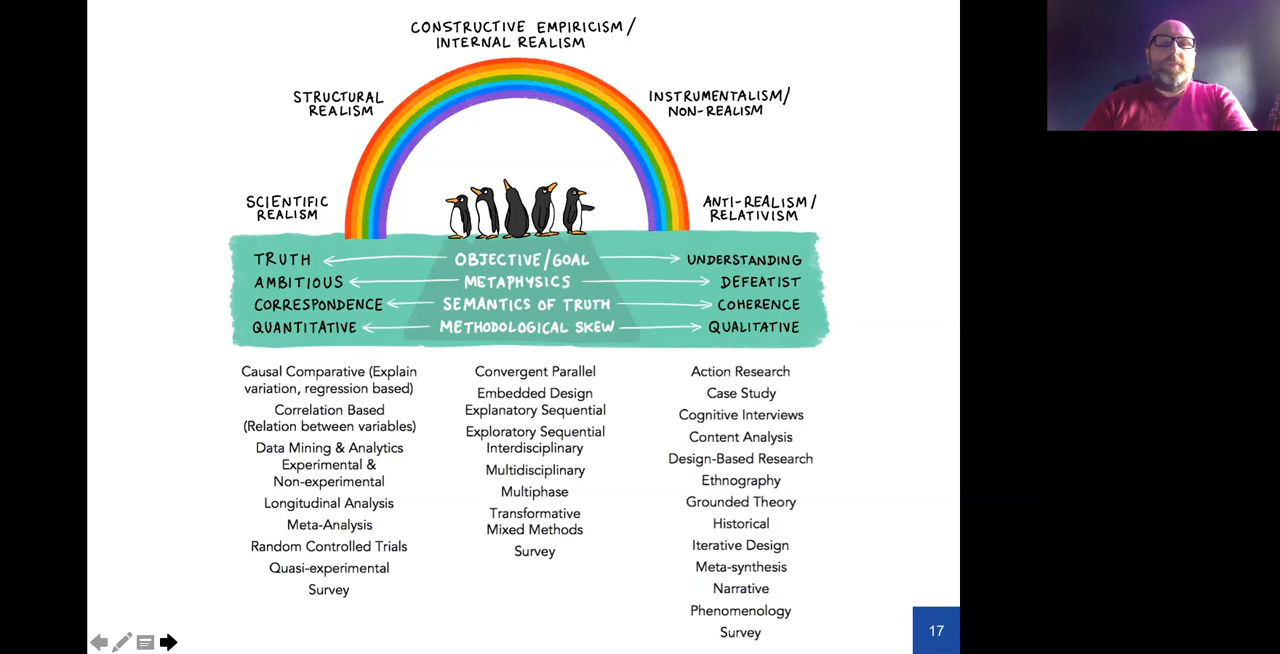 CONSTRUCTIVE EMPIRICISM/
INTERNAL REALISM
STRUCTURAL
REALISM
INSTRUMENTALISM/
NON-REALISM
SCIENTIFIC
REALISM
ANTI-REALISM/
RELATIVISM
TRUTH OBJECTIVE/GOAL UNDERSTANDING
AMBITIOUS METAPHYSICS DEFEATIST
CORRESPONDENCE SEMANTICS OF TRUTH COHERENCE
QUANTITATIVE METHODOLOGICAL SKEW QUALITATIVE
Causal Comparative (Explain
variation, regression based)
Correlation Based
(Relation between variables)
Data Mining & Analytics
Experimental &
Non-experimental
Longitudinal Analysis
Meta-Analysis
Random Controlled Trials
Quasi-experimental
Survey
Convergent Parallel
Embedded Design
Explanatory Sequential
Exploratory Sequential
Interdisciplinary
Multidisciplinary
Multiphase
Transformative
Mixed Methods
Survey
Action Research
Case Study
Cognitive Interviews
Content Analysis
Design-Based Research
Ethnography
Grounded Theory
Historical
Iterative Design
Meta-synthesis
Narrative
Phenomenology
Survey
17